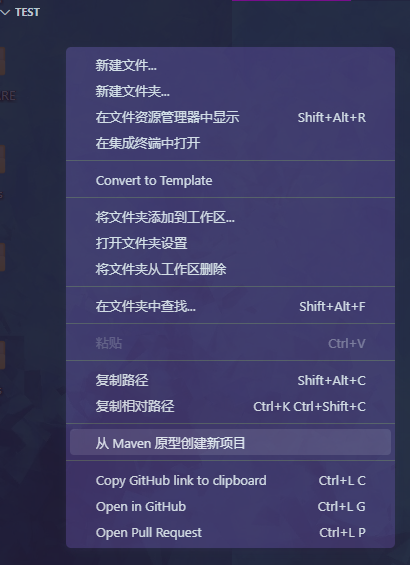 TEST
新建文件...
新建文件夹...
在文件资源管理器中显示 Shift+Alt+R
在集成终端中打开
Convert to Template
将文件夹添加到工作区...
打开文件夹设置
将文件夹从工作区删除
在文件夹中查找... Shift+Alt+F
粘贴 Ctrl+V
复制路径 Shift+Alt+C
复制相对路径 Ctrl+K Ctrl+Shift+C
从 Maven 原型创建新项目
Copy GitHub link to clipboard Ctrl+L C
Open in GitHub Ctrl+L G
Open Pull Request Ctrl+L P